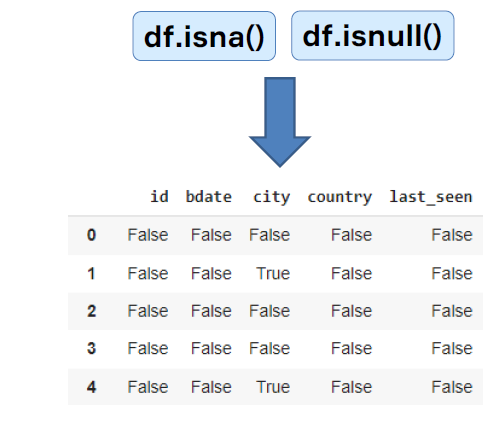 df.isna() df.isnull()
id bdate city country last_seen
0 False False False False False
1 False False True False False
2 False False False False False
3 False False False False False
4 False False True False False